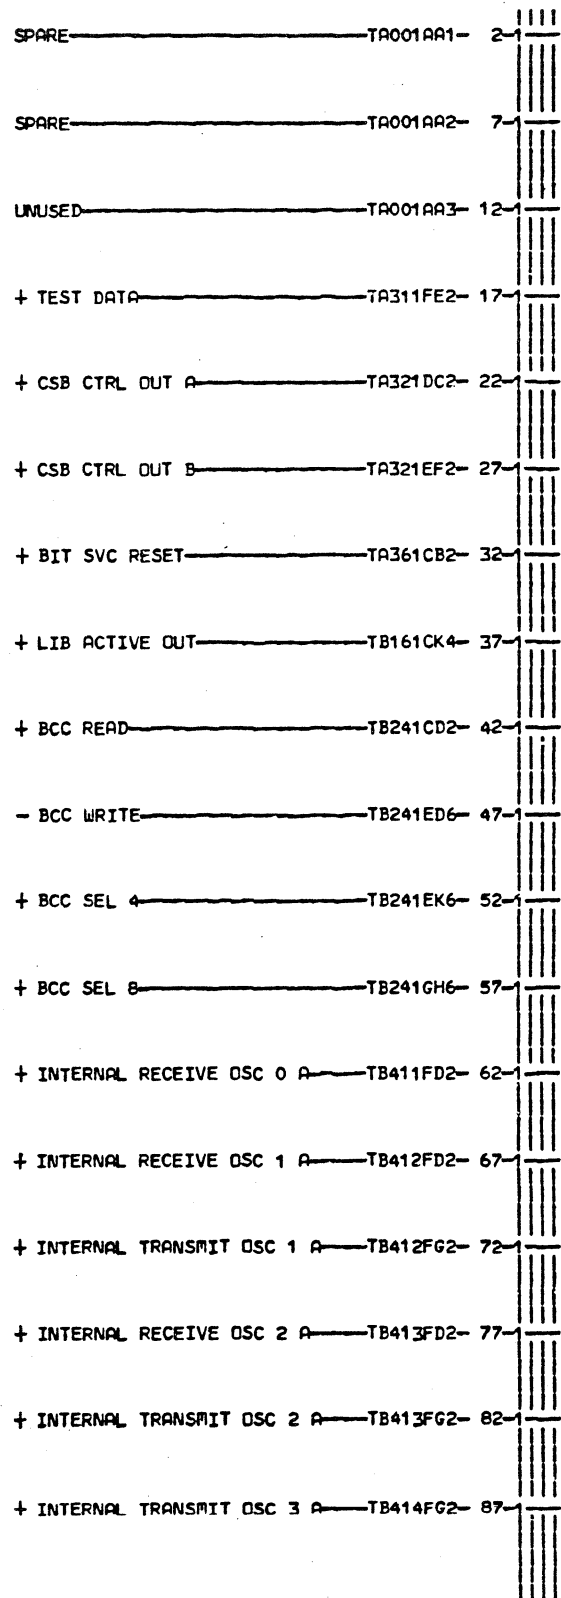 SPARE TA001AA1- 2-1
SPARE TA001AA2- 7-1
UNUSED TA001AA3- 12-1
+ TEST DATA TA311FE2- 17-1
+ CSB CTRL OUT A TA321DC2- 22-1
+ CSB CTRL OUT B TA321EF2- 27-1
+ BIT SVC RESET TA361CB2- 32-1
+ LIB ACTIVE OUT TB161CK4- 37-1
+ BCC READ TB241CD2- 42-1
- BCC WRITE TB241ED6- 47-1
+ BCC SEL 4 TB241EK6- 52-1
+ BCC SEL 8 TB241GH6- 57-1
+ INTERNAL RECEIVE OSC 0 A TB411FD2- 62-1
+ INTERNAL RECEIVE OSC 1 A TB412FD2- 67-1
+ INTERNAL TRANSMIT OSC 1 A TB412FG2- 72-1
+ INTERNAL RECEIVE OSC 2 A TB413FD2- 77-1
+ INTERNAL TRANSMIT OSC 2 A TB413FG2- 82-1
+ INTERNAL TRANSMIT OSC 3 A TB414FG2- 87-1